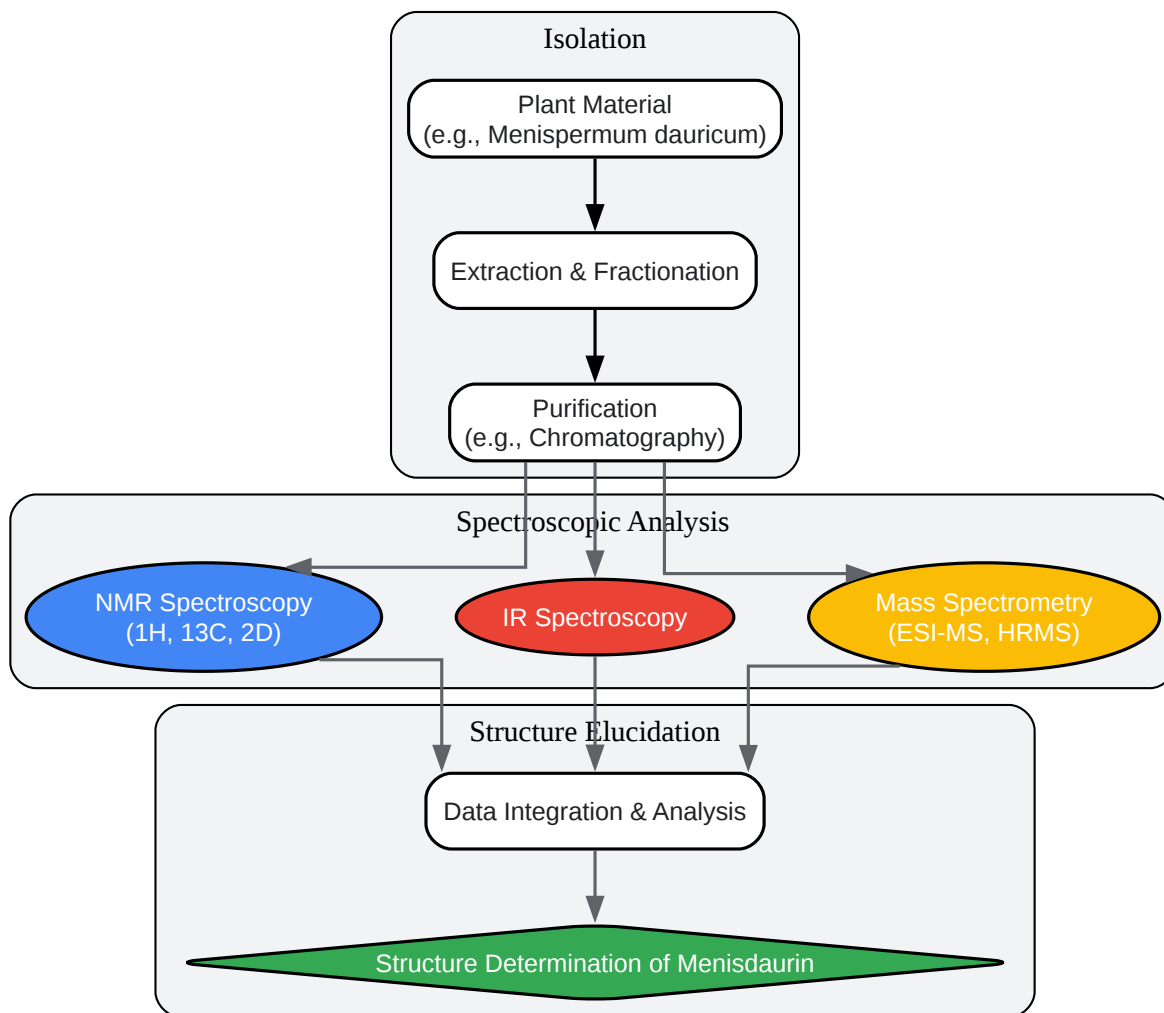 Isolation
Plant Material
(e.g., Menispermum dauricum)
Extraction & Fractionation
Purification
(e.g., Chromatography)
Spectroscopic Analysis
NMR Spectroscopy
(1H, 13C, 2D)
IR Spectroscopy
Mass Spectrometry
(ESI-MS, HRMS)
Structure Elucidation
Data Integration & Analysis
Structure Determination of Menisdaurin